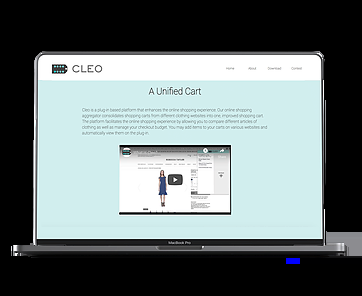 CLEO
Home About Download Contact
A Unified Cart
Cleo is a plug-in based platform that enhances the online shopping experience. Our online shopping
aggregator consolidates shopping carts from different clothing websites into one, improved shopping cart.
The platform facilitates the online shopping experience by allowing you to compare different articles of
clothing as well as manage your checkout budget. You may add items to your carts on various websites and
automatically view them on the plug-in.
MacBook Pro